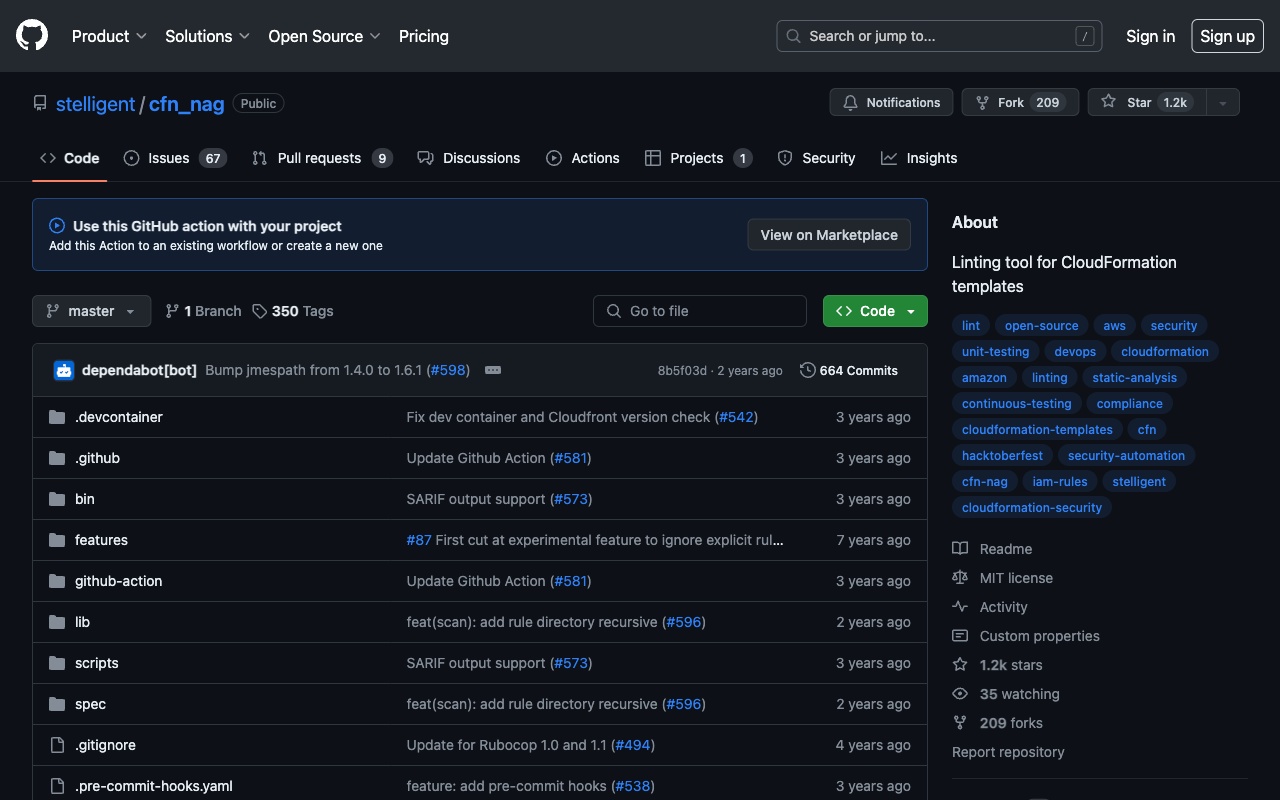 Product Solutions Open Source Pricing Search or jump to... / Sign in Sign up
stelligent / cfn_nag Public Notifications Fork 209 Star 1.2k
Code Issues 67 Pull requests 9 Discussions Actions Projects 1 Security Insights
Use this GitHub action with your project
Add this Action to an existing workflow or create a new one
View on Marketplace
master 1 Branch 350 Tags Go to file Code
dependabot[bot] Bump jmespath from 1.4.0 to 1.6.1 (#598) 8b5f03d · 2 years ago 664 Commits
.devcontainer Fix dev container and Cloudfront version check (#542) 3 years ago
.github Update Github Action (#581) 3 years ago
bin SARIF output support (#573) 3 years ago
features #87 First cut at experimental feature to ignore explicit rul... 7 years ago
github-action Update Github Action (#581) 3 years ago
lib feat(scan): add rule directory recursive (#596) 2 years ago
scripts SARIF output support (#573) 3 years ago
spec feat(scan): add rule directory recursive (#596) 2 years ago
.gitignore Update for Rubocop 1.0 and 1.1 (#494) 4 years ago
.pre-commit-hooks.yaml feature: add pre-commit hooks (#538) 3 years ago
About
Linting tool for CloudFormation
templates
lint open-source aws security
unit-testing devops cloudformation
amazon linting static-analysis
continuous-testing compliance
cloudformation-templates cfn
hacktoberfest security-automation
cfn-nag iam-rules stelligent
cloudformation-security
Readme
MIT license
Activity
Custom properties
1.2k stars
35 watching
209 forks
Report repository